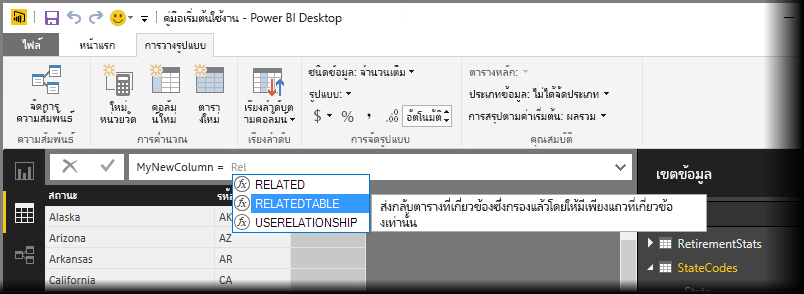 คู่มือเริ่มต้นใช้งาน - Power BI Desktop
ไฟล์ หน้าแรก การวางรูปแบบ
จัดการ
ความสัมพันธ์
ใหม่
หน่วยวัด
คอลัม
น์ใหม่
ตารา
งใหม่
เรียงลำดับต
ามคอลัมน์
ชนิดข้อมูล: จำนวนเต็ม
รูปแบบ:
$ % , .00 อัตโนมัติ
ตารางหลัก:
ประเภทข้อมูล: ไม่ได้จัดประเภท
การสรุปตามค่าเริ่มต้น: ผลรวม
ความสัมพันธ์ การคำนวณ เรียงลำดับ การจัดรูปแบบ คุณสมบัติ
MyNewColumn = Rel
RELATED
RELATEDTABLE
USERELATIONSHIP
ส่งกลับตารางที่เกี่ยวข้องซึ่งกรองแล้วโดยให้มีเพียงแถวที่เกี่ยวข้อ
งเท่านั้น
เขตข้อมูล
RetirementStats
StateCodes
State
สถานะ รหั
Alaska AK
Arizona AZ
Arkansas AR
California CA